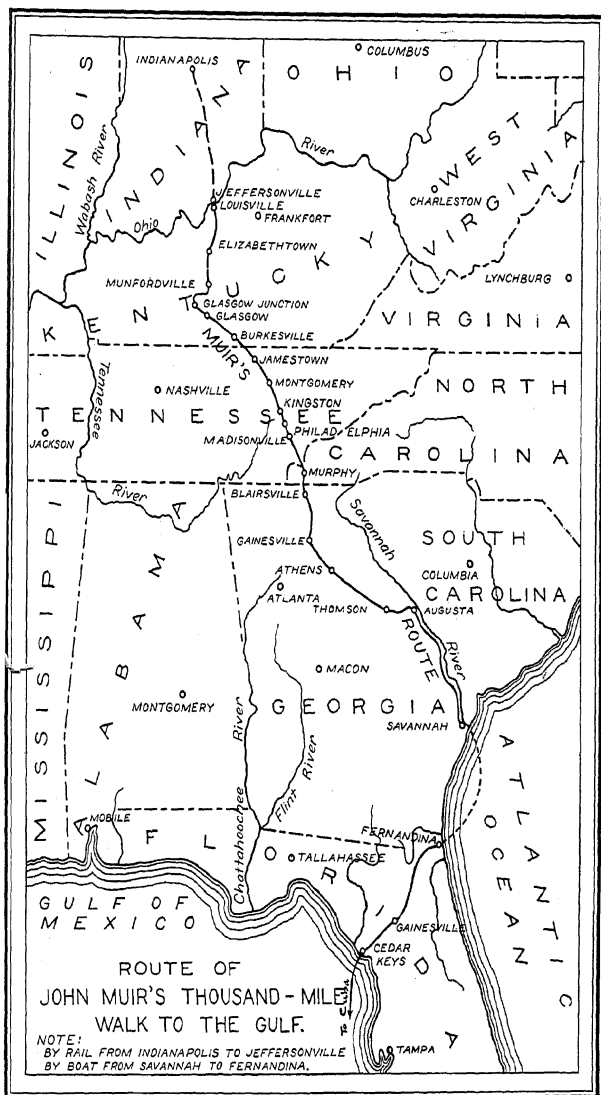 COLUMBUS
INDIANAPOLIS
OHIO
ILLINOIS
Wabash River
INDIANA
River
WEST
VIRGINIA
JEFFERSONVILLE
LOUISVILLE
FRANKFORT
CHARLESTON
Ohio
ELIZABETHTOWN
KENTUCKY
MUNFORDVILLE
LYNCHBURG
GLASGOW JUNCTION
GLASGOW
VIRGINIA
BURKESVILLE
MUIR'S
JAMESTOWN
Tennessee
NASHVILLE
MONTGOMERY
NORTH
KINGSTON
TENNESSEE
PHILADELPHIA
JACKSON
MADISONVILLE
CAROLINA
MURPHY
River
BLAIRSVILLE
Savannah
GAINESVILLE
SOUTH
ATHENS
COLUMBIA
ATLANTA
CAROLINA
THOMSON
AUGUSTA
ROUTE
River
MISSISSIPPI
ALABAMA
MACON
MONTGOMERY
GEORGIA
SAVANNAH
River
Flint River
ATLANTIC
OCEAN
MOBILE
Chattahoochee
FERNANDINA
FLORIDA
TALLAHASSEE
GULF OF
MEXICO
GAINESVILLE
CEDAR
KEYS
To Cuba
ROUTE OF
JOHN MUIR'S THOUSAND-MILE
WALK TO THE GULF.
NOTE:
BY RAIL FROM INDIANAPOLIS TO JEFFERSONVILLE
BY BOAT FROM SAVANNAH TO FERNANDINA.
TAMPA